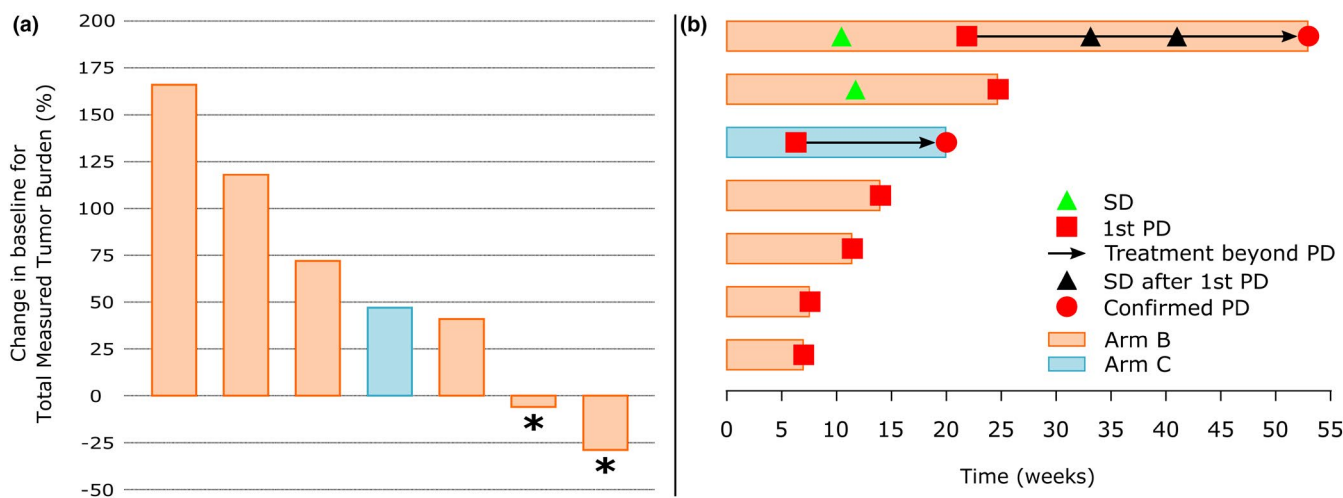 (a)
Change in baseline for
Total Measured Tumor Burden (%)
200
175
150
125
100
75
50
25
0
-25
-50
*
*
(b)
SD
1st PD
Treatment beyond PD
SD after 1st PD
Confirmed PD
Arm B
Arm C
0 5 10 15 20 25 30 35 40 45 50 55
Time (weeks)